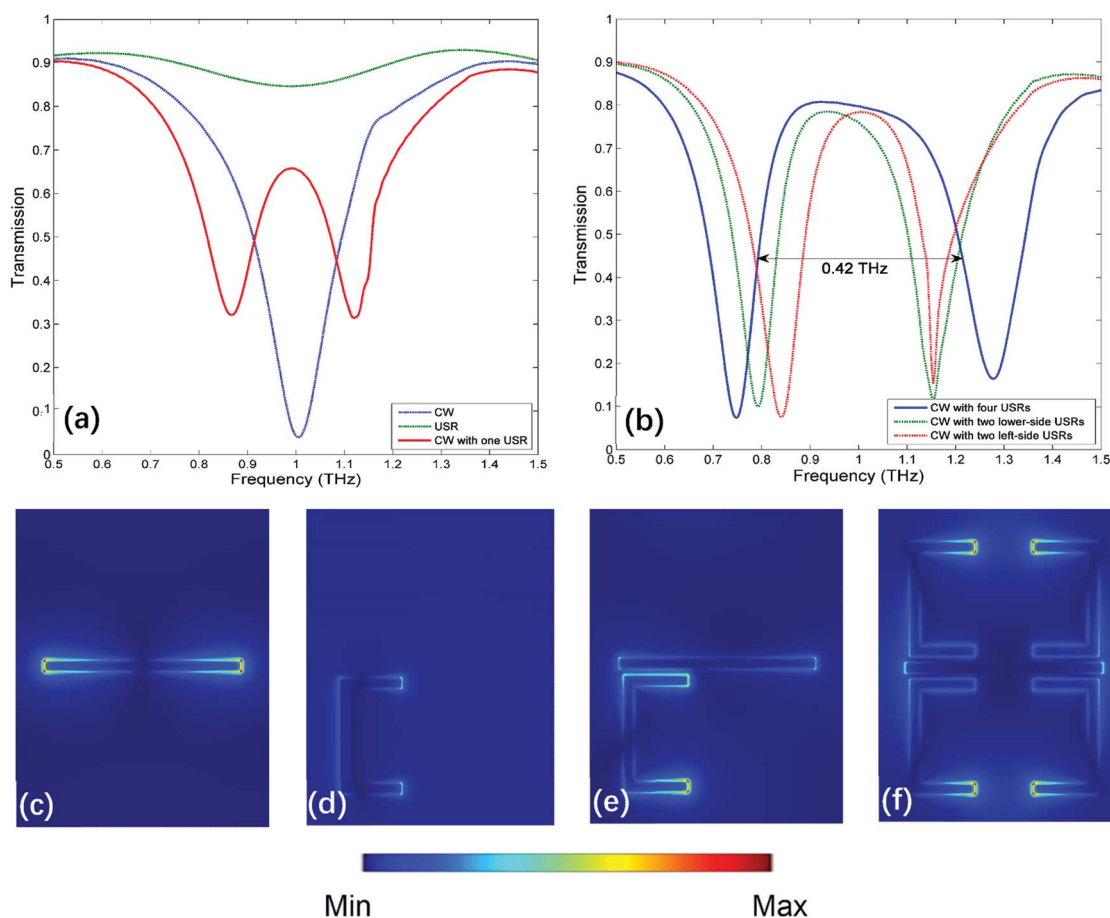 1
0.9
0.8
0.7
0.6
0.5
0.4
0.3
0.2
0.1
0
Transmission
0.5 0.6 0.7 0.8 0.9 1 1.1 1.2 1.3 1.4 1.5
Frequency (THz)
(a)
CW
USR
CW with one USR
1
0.9
0.8
0.7
0.6
0.5
0.4
0.3
0.2
0.1
0
Transmission
0.5 0.6 0.7 0.8 0.9 1 1.1 1.2 1.3 1.4 1.5
Frequency (THz)
0.42 THz
(b)
CW with four USRs
CW with two lower-side USRs
CW with two left-side USRs
(c)
(d)
(e)
(f)
Min Max